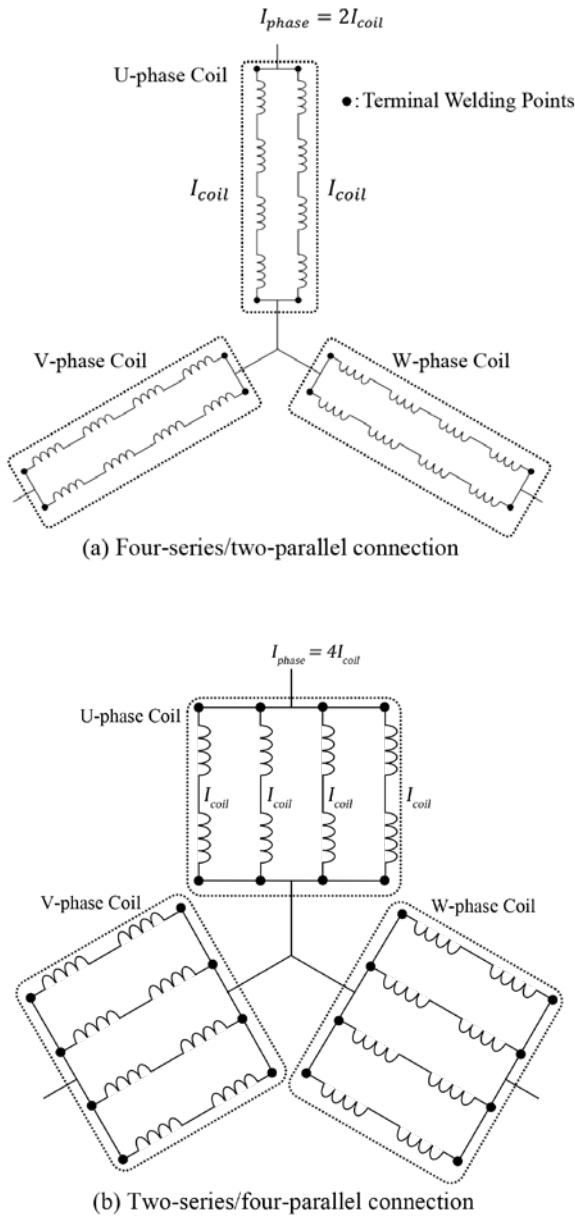 I_phase = 2I_coil
U-phase Coil
●: Terminal Welding Points
I_coil I_coil
V-phase Coil W-phase Coil
(a) Four-series/two-parallel connection
I_phase = 4I_coil
U-phase Coil
I_coil I_coil I_coil I_coil
V-phase Coil W-phase Coil
(b) Two-series/four-parallel connection